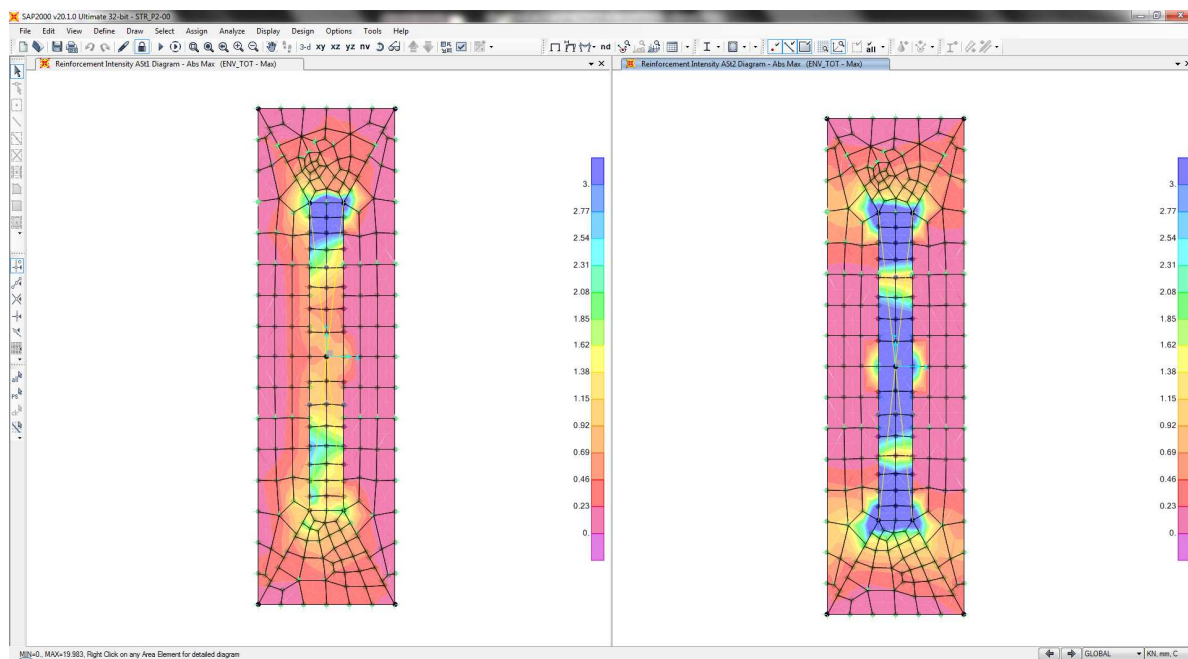 SAP2000 v20.1.0 Ultimate 32-bit - STR_P2-00
File Edit View Define Draw Select Assign Analyze Display Design Options Tools Help
3-d xy xz yz nv nd all
Reinforcement Intensity ASt1 Diagram - Abs Max (ENV_TOT - Max)
Reinforcement Intensity ASt2 Diagram - Abs Max (ENV_TOT - Max)
3.
2.77
2.54
2.31
2.08
1.85
1.62
1.38
1.15
0.92
0.69
0.46
0.23
0.
3.
2.77
2.54
2.31
2.08
1.85
1.62
1.38
1.15
0.92
0.69
0.46
0.23
0.
all
PS
clr
MIN=0., MAX=19.983, Right Click on any Area Element for detailed diagram
GLOBAL
KN, mm, C